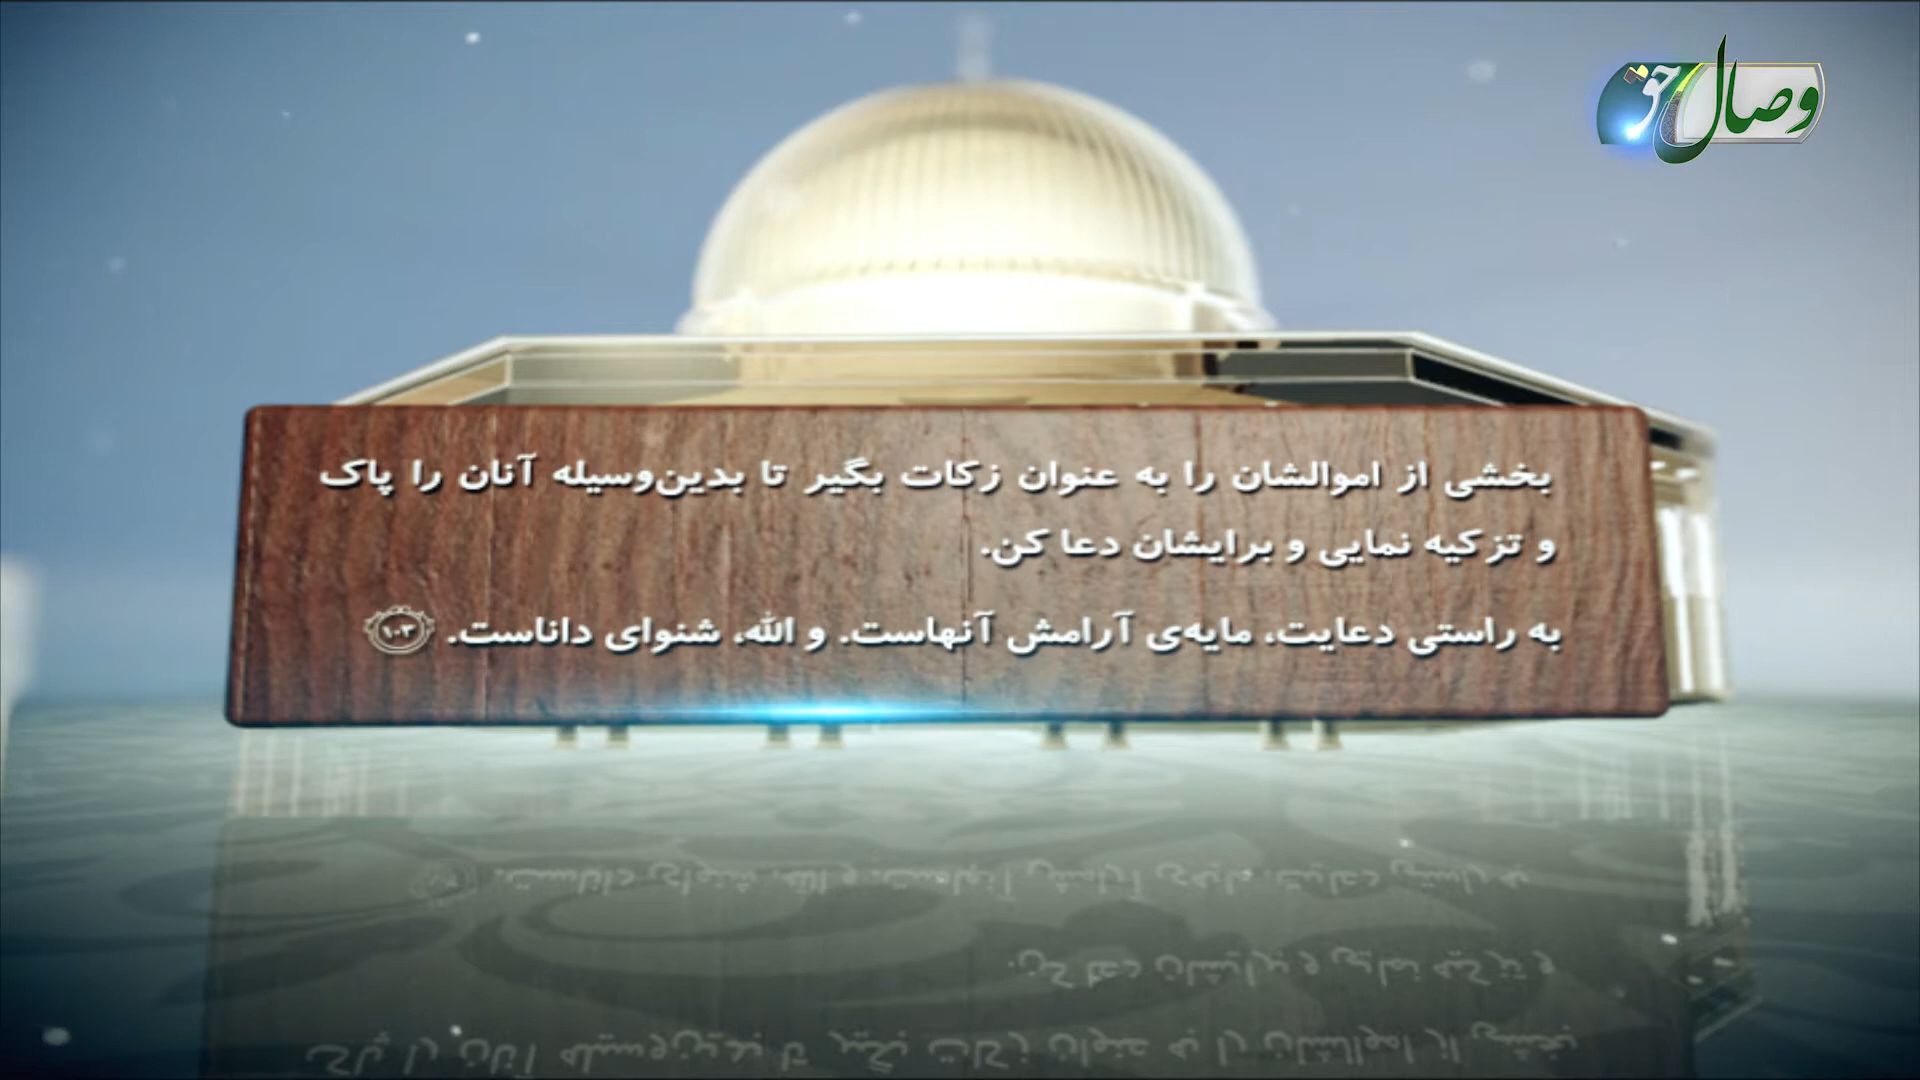 وصال حق
بخشی از اموالشان را به عنوان زکات بگیر تا بدین‌وسیله آنان را پاک
و تزکیه نمایی و برایشان دعا کن.
به راستی دعایت، مایه‌ی آرامش آنهاست. و الله، شنوای داناست. ۱۰۳